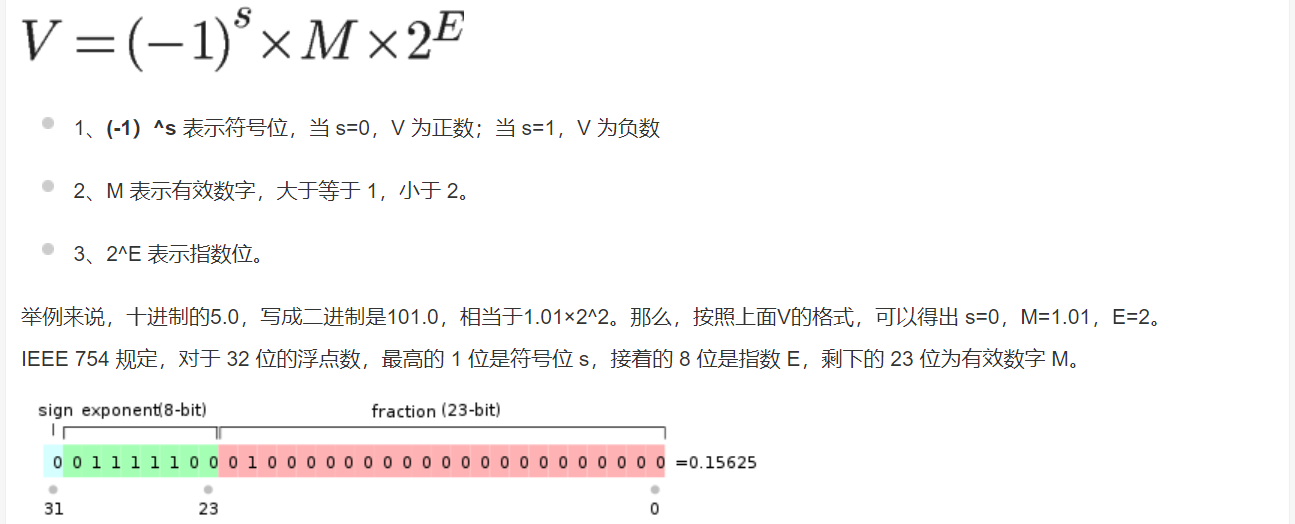 V = (−1)^s × M × 2^E
1、(-1）^s 表示符号位，当 s=0，V 为正数；当 s=1，V 为负数
2、M 表示有效数字，大于等于 1，小于 2。
3、2^E 表示指数位。
举例来说，十进制的5.0，写成二进制是101.0，相当于1.01×2^2。那么，按照上面V的格式，可以得出 s=0，M=1.01，E=2。
IEEE 754 规定，对于 32 位的浮点数，最高的 1 位是符号位 s，接着的 8 位是指数 E，剩下的 23 位为有效数字 M。
sign exponent(8-bit) fraction (23-bit)
0 0 1 1 1 1 1 0 0 0 1 0 0 0 0 0 0 0 0 0 0 0 0 0 0 0 0 0 0 0 0 0 =0.15625
31 23 0